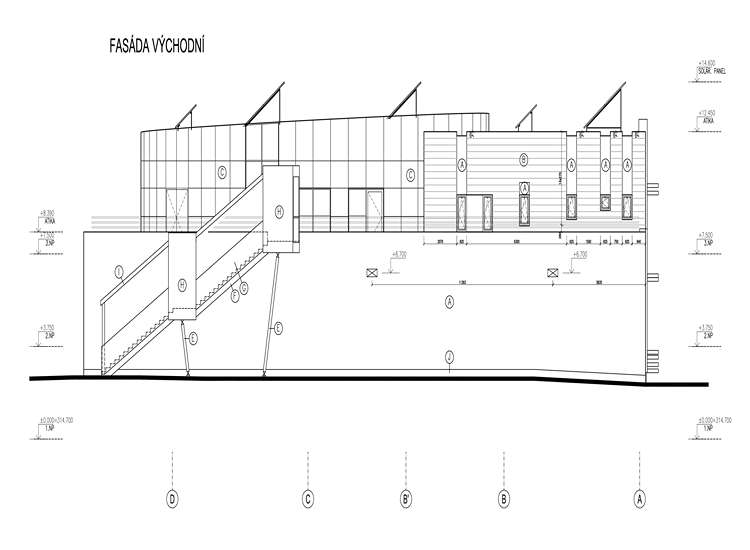 FASÁDA VÝCHODNÍ
+14.600
SOLÁR. PANEL
+12.450
ATIKA
A
B
A
A
A
C
C
A
+8.350
ATIKA
H
+7.500
3.NP
+7.500
3.NP
+6.700
+6.700
I
G
H
F
A
+3.750
2.NP
+3.750
2.NP
E
E
J
±0.000=314.700
1.NP
±0.000=314.700
1.NP
D
C
B'
B
A